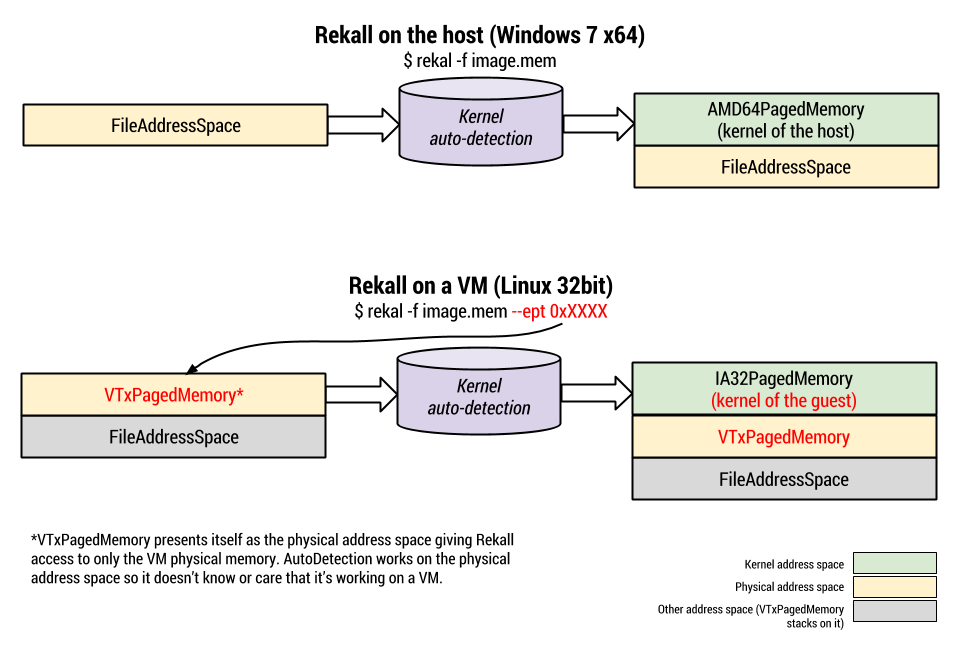 Rekall on the host (Windows 7 x64)
$ rekal -f image.mem
FileAddressSpace
Kernel
auto-detection
AMD64PagedMemory
(kernel of the host)
FileAddressSpace
Rekall on a VM (Linux 32bit)
$ rekal -f image.mem --ept 0xXXXX
VTxPagedMemory*
FileAddressSpace
Kernel
auto-detection
IA32PagedMemory
(kernel of the guest)
VTxPagedMemory
FileAddressSpace
*VTxPagedMemory presents itself as the physical address space giving Rekall
access to only the VM physical memory. AutoDetection works on the physical
address space so it doesn't know or care that it's working on a VM.
Kernel address space
Physical address space
Other address space (VTxPagedMemory
stacks on it)